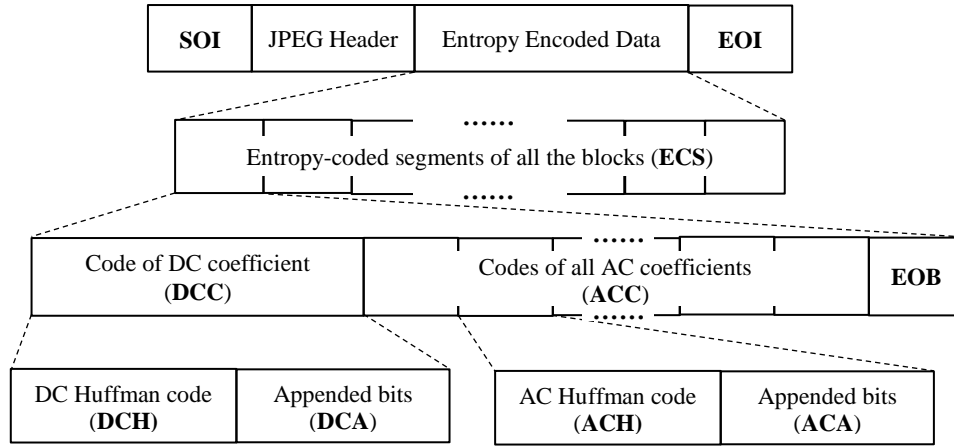 SOI JPEG Header Entropy Encoded Data EOI
......
Entropy-coded segments of all the blocks (ECS)
......
......
Code of DC coefficient
(DCC)
Codes of all AC coefficients
(ACC)
EOB
......
DC Huffman code
(DCH)
Appended bits
(DCA)
AC Huffman code
(ACH)
Appended bits
(ACA)